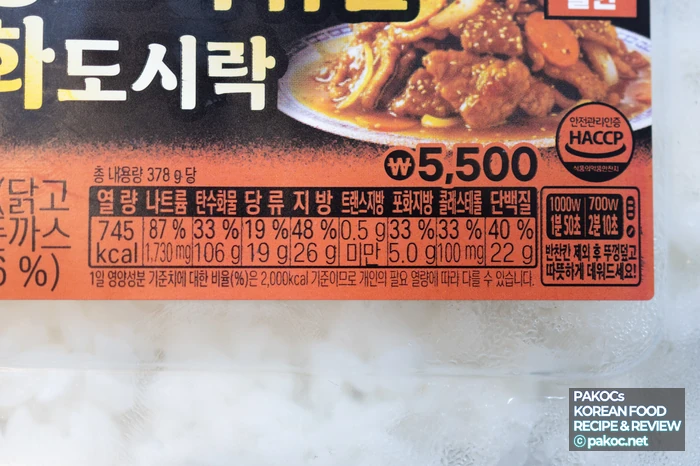 화도시락
안전관리인증
HACCP
식품의약품안전처
₩5,500
총 내용량 378 g 당
열 량 나트륨 탄수화물 당 류 지 방 트랜스지방 포화지방 콜레스테롤 단백질
745 kcal 87 % 33 % 19 % 48 % 0.5 g 미만 33 % 33 % 40 %
1,730 mg 106 g 19 g 26 g 5.0 g 100 mg 22 g
1일 영양성분 기준치에 대한 비율(%)은 2,000kcal 기준이므로 개인의 필요 열량에 따라 다를 수 있습니다.
1000W 700W
1분 50초 2분 10초
반찬칸 제외 후 뚜껑덮고
따뜻하게 데워드세요!
(닭고
까스
%)
PAKOCs
KOREAN FOOD
RECIPE & REVIEW
© pakoc.net